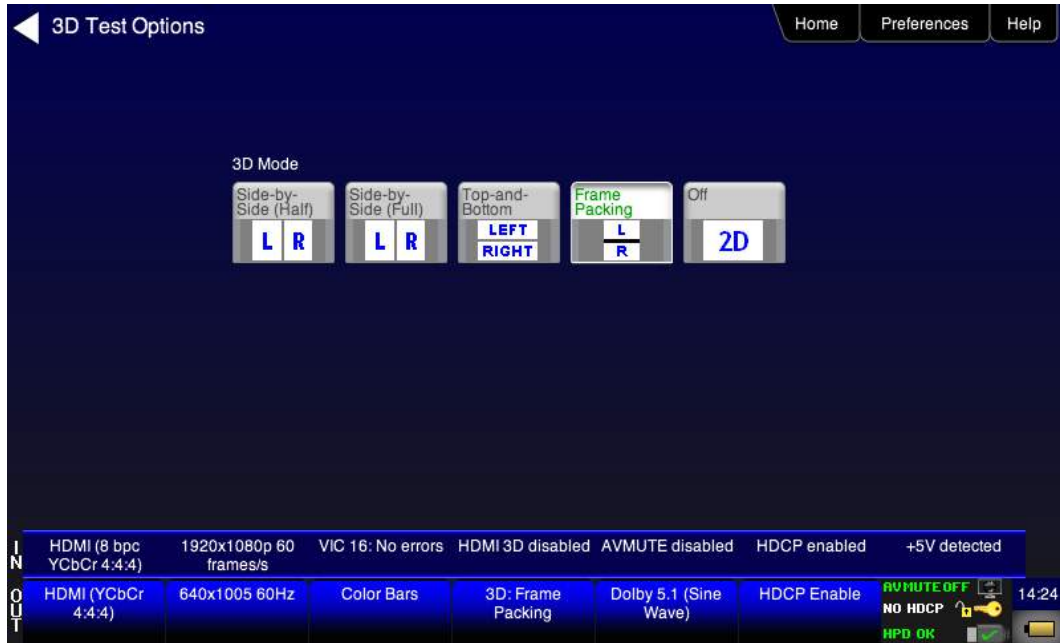 3D Test Options
Home
Preferences
Help
3D Mode
Side-by-
Side (Half)
L R
Side-by-
Side (Full)
L R
Top-and-
Bottom
LEFT
RIGHT
Frame
Packing
L
R
Off
2D
IN
HDMI (8 bpc
YCbCr 4:4:4)
1920x1080p 60
frames/s
VIC 16: No errors
HDMI 3D disabled
AVMUTE disabled
HDCP enabled
+5V detected
OUT
HDMI (YCbCr
4:4:4)
640x1005 60Hz
Color Bars
3D: Frame
Packing
Dolby 5.1 (Sine
Wave)
HDCP Enable
AVMUTE OFF
NO HDCP
HPD OK
14:24